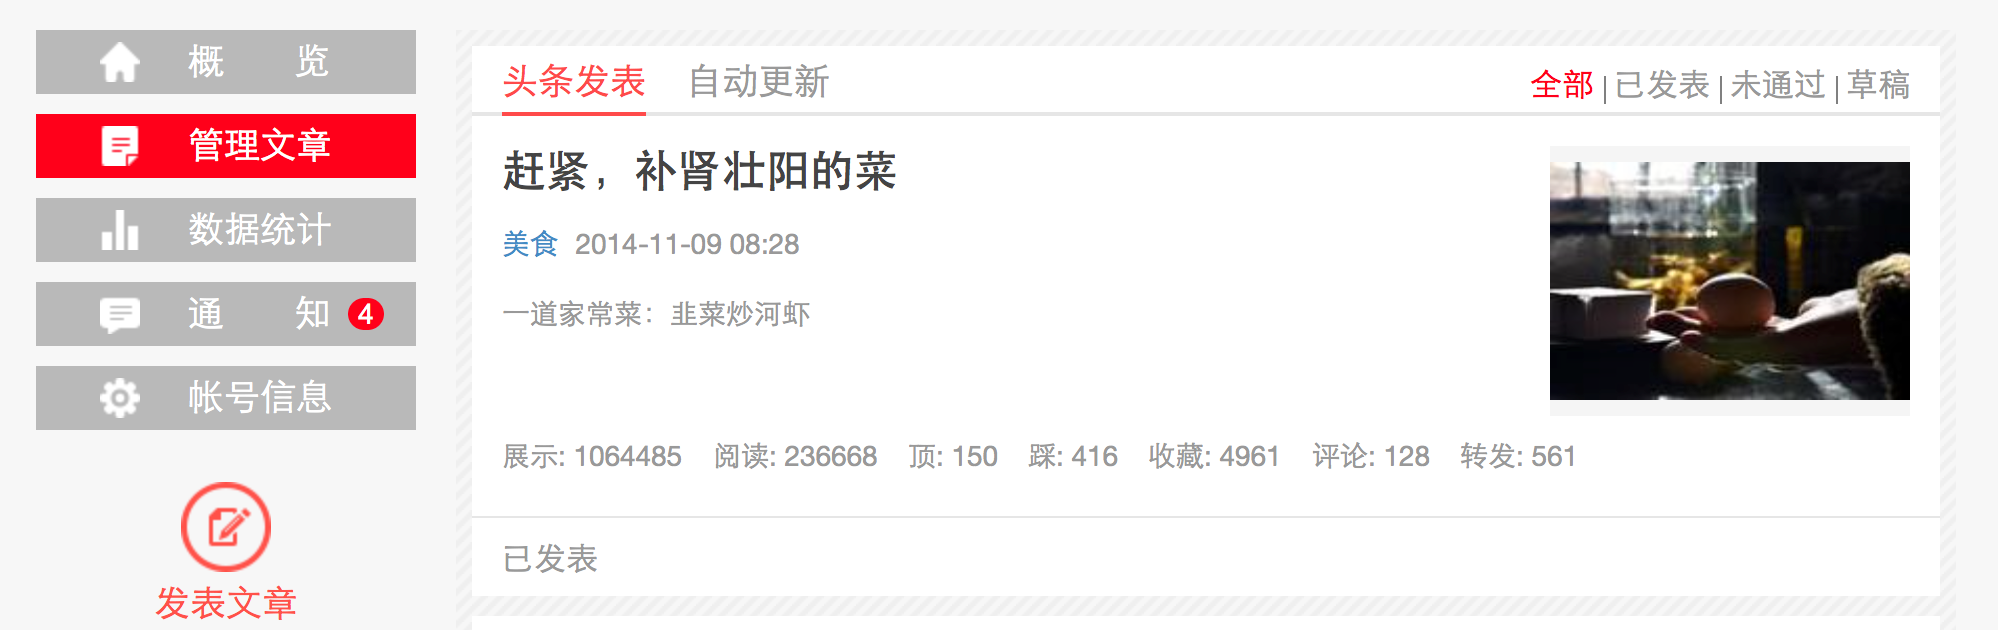 概 览
管理文章
数据统计
通 知 4
帐号信息
发表文章
头条发表 自动更新
全部 | 已发表 | 未通过 | 草稿
赶紧，补肾壮阳的菜
美食 2014-11-09 08:28
一道家常菜：韭菜炒河虾
展示: 1064485 阅读: 236668 顶: 150 踩: 416 收藏: 4961 评论: 128 转发: 561
已发表